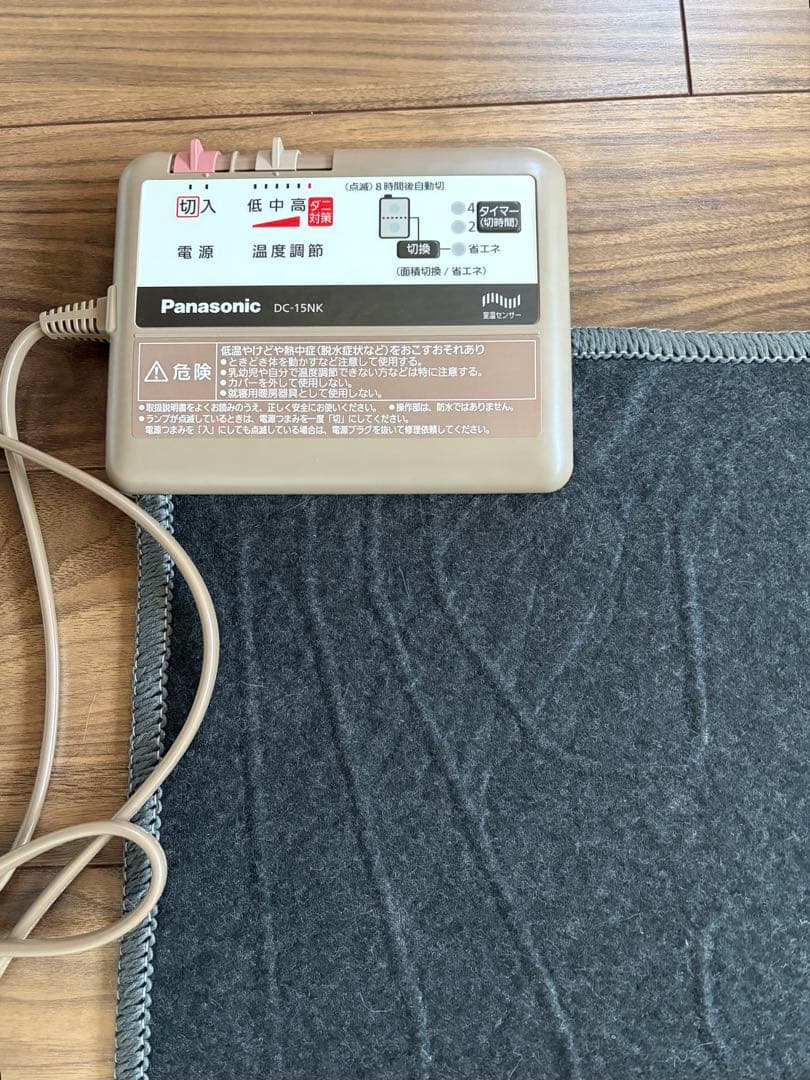 (点滅) 8時間後自動切
切 入
低 中 高 ダニ対策
4
2
タイマー
(切時間)
電源
温度調節
切換
省エネ
(面積切換 / 省エネ)
Panasonic DC-15NK
室温センサー
危険
低温やけどや熱中症(脱水症状など)をおこすおそれあり
●ときどき体を動かすなど注意して使用する。
●乳幼児や自分で温度調節できない方などは特に注意する。
●カバーを外して使用しない。
●就寝用暖房器具として使用しない。
●取扱説明書をよくお読みのうえ、正しく安全にお使いください。 ●操作部は、防水ではありません。
●ランプが点滅しているときは、電源つまみを一度「切」にしてください。
電源つまみを「入」にしても点滅している場合は、電源プラグを抜いて修理依頼してください。